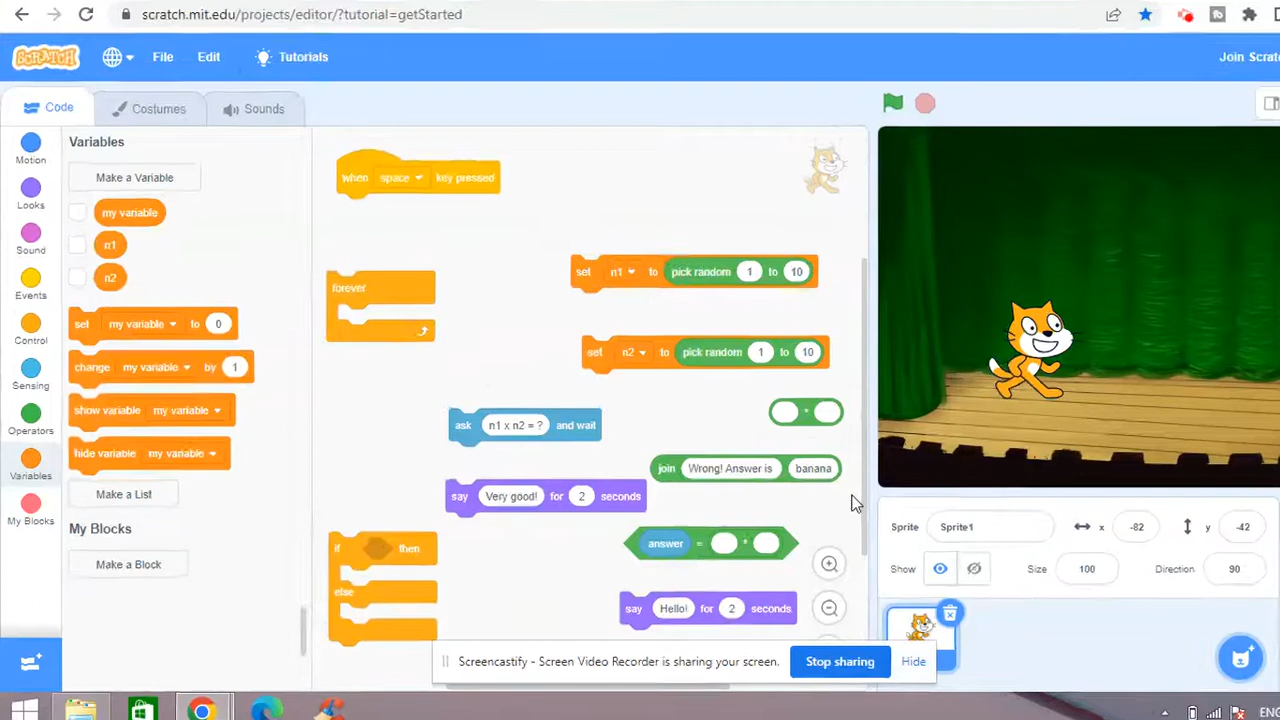 scratch.mit.edu/projects/editor/?tutorial=getStarted
SCRATCH
File
Edit
Tutorials
Join Scratc
Code
Costumes
Sounds
Motion
Looks
Sound
Events
Control
Sensing
Operators
Variables
My Blocks
Variables
Make a Variable
my variable
n1
n2
set my variable to 0
change my variable by 1
show variable my variable
hide variable my variable
Make a List
My Blocks
Make a Block
when space key pressed
forever
set n1 to pick random 1 to 10
set n2 to pick random 1 to 10
*
ask n1 x n2 = ? and wait
join Wrong! Answer is banana
say Very good! for 2 seconds
answer = *
if then
else
say Hello! for 2 seconds
Sprite Sprite1 x -82 y -42
Show Size 100 Direction 90
Screencastify - Screen Video Recorder is sharing your screen.
Stop sharing
Hide
ENG